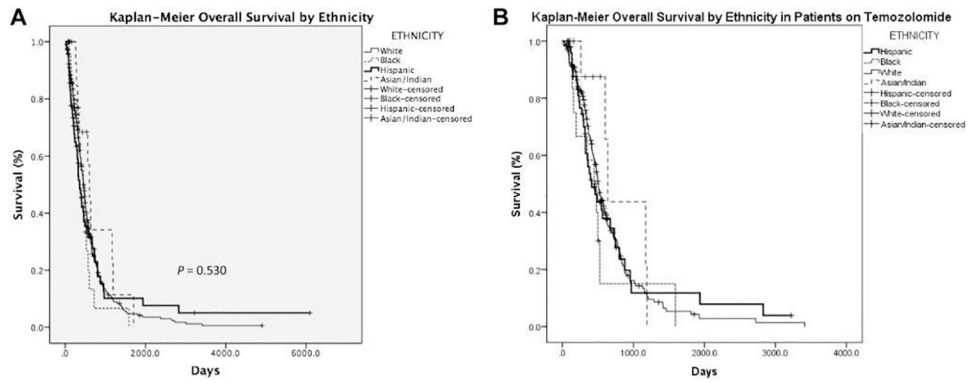 A
Kaplan-Meier Overall Survival by Ethnicity
ETHNICITY
White
Black
Hispanic
Asian/Indian
White-censored
Black-censored
Hispanic-censored
Asian/Indian-censored
Survival (%)
1.0
0.8
0.6
0.4
0.2
0.0
P = 0.530
.0 2000.0 4000.0 6000.0
Days
B
Kaplan-Meier Overall Survival by Ethnicity in Patients on Temozolomide
ETHNICITY
Hispanic
Black
White
Asian/Indian
Hispanic-censored
Black-censored
White-censored
Asian/Indian-censored
Survival (%)
1.0
0.8
0.6
0.4
0.2
0.0
.0 1000.0 2000.0 3000.0 4000.0
Days